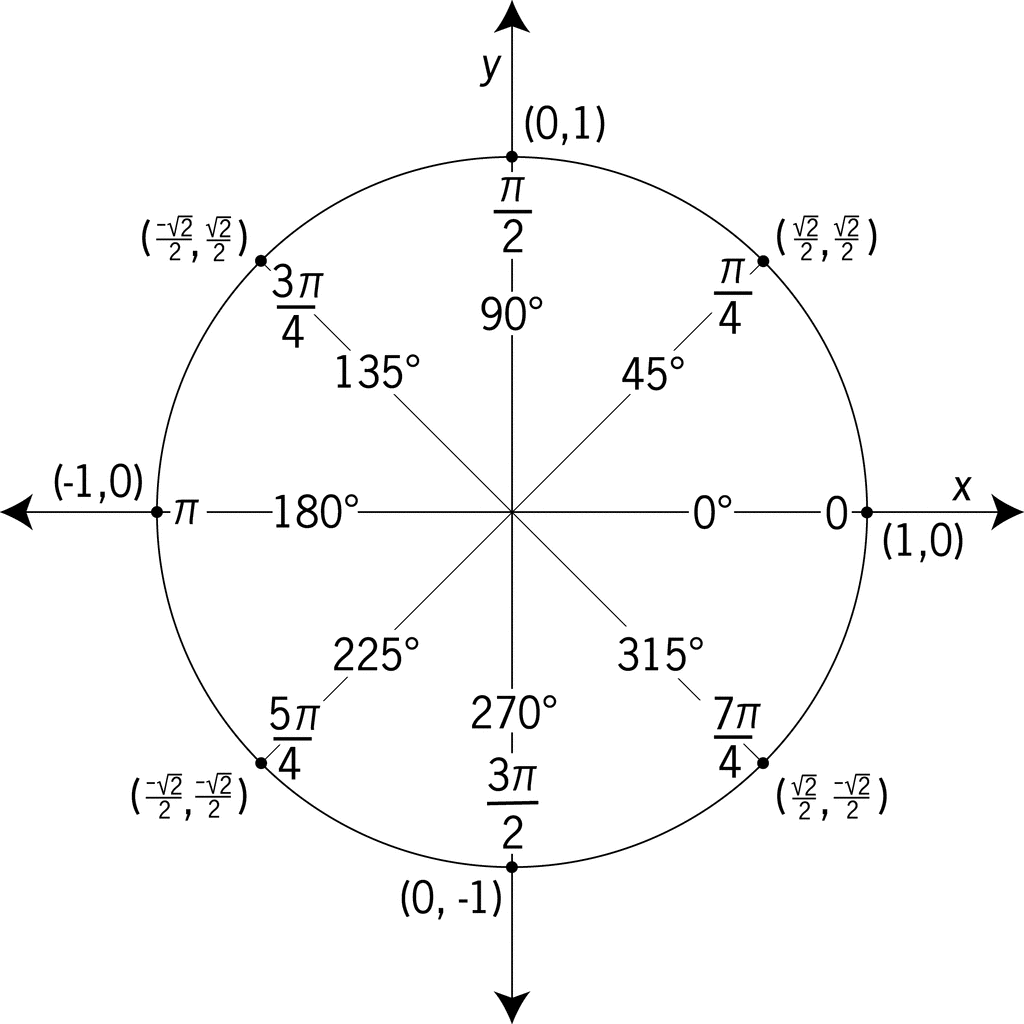 y
(0,1)
π/2
(-√2/2, √2/2)
(√2/2, √2/2)
3π/4
π/4
90°
135°
45°
(-1,0)
x
π
180°
0°
0
(1,0)
225°
315°
5π/4
270°
7π/4
3π/2
(-√2/2, -√2/2)
(√2/2, -√2/2)
(0, -1)